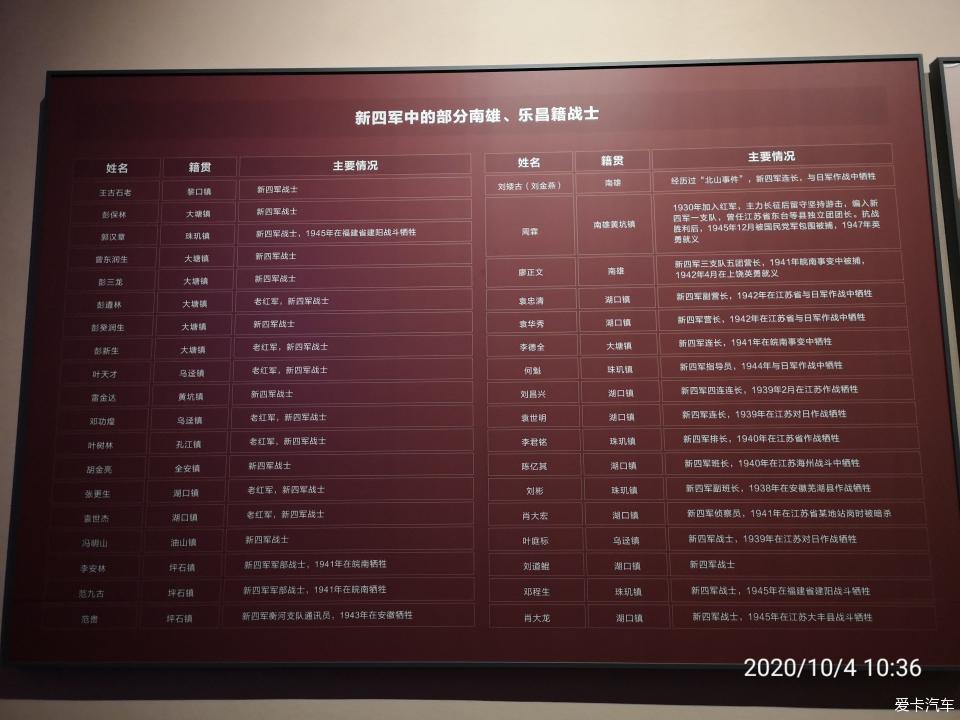 新四军中的部分南雄、乐昌籍战士
姓名 籍贯 主要情况
王古石老 黎口镇 新四军战士
彭保林 大塘镇 新四军战士
郭汉章 珠玑镇 新四军战士，1945年在福建省建阳战斗牺牲
曾东润生 大塘镇 新四军战士
彭三龙 大塘镇 新四军战士
彭道林 大塘镇 老红军，新四军战士
彭癸润生 大塘镇 新四军战士
彭新生 大塘镇 老红军，新四军战士
叶天才 乌迳镇 老红军，新四军战士
雷金达 黄坑镇 新四军战士
邓功煌 乌迳镇 老红军，新四军战士
叶树林 孔江镇 老红军，新四军战士
胡金亮 全安镇 新四军战士
张更生 湖口镇 老红军，新四军战士
袁世杰 湖口镇 老红军，新四军战士
冯明山 油山镇 新四军战士
李安林 坪石镇 新四军军部战士，1941年在皖南牺牲
范九古 坪石镇 新四军军部战士，1941年在皖南牺牲
范贵 坪石镇 新四军衡河支队通讯员，1943年在安徽牺牲
姓名 籍贯 主要情况
刘矮古（刘金燕） 南雄 经历过“北山事件”，新四军连长，与日军作战中牺牲
周霖 南雄黄坑镇 1930年加入红军，主力长征后留守坚持游击，编入新
四军一支队，曾任江苏省东台等县独立团团长。抗战
胜利后，1945年12月被国民党军包围被捕，1947年英
勇就义
廖正文 南雄 新四军三支队五团营长，1941年皖南事变中被捕，
1942年4月在上饶英勇就义
袁忠清 湖口镇 新四军副营长，1942年在江苏省与日军作战中牺牲
袁华秀 湖口镇 新四军营长，1942年在江苏省与日军作战中牺牲
李德全 大塘镇 新四军连长，1941年在皖南事变中牺牲
何魁 珠玑镇 新四军指导员，1944年与日军作战中牺牲
刘昌兴 湖口镇 新四军四连连长，1939年2月在江苏作战牺牲
袁世明 湖口镇 新四军连长，1939年在江苏对日作战牺牲
李君铭 珠玑镇 新四军排长，1940年在江苏省作战牺牲
陈亿其 湖口镇 新四军班长，1940年在江苏海州战斗中牺牲
刘彬 珠玑镇 新四军副班长，1938年在安徽芜湖县作战牺牲
肖大宏 湖口镇 新四军侦察员，1941年在江苏省某地站岗时被暗杀
叶庭标 乌迳镇 新四军战士，1939年在江苏对日作战牺牲
刘道鲲 湖口镇 新四军战士
邓程生 珠玑镇 新四军战士，1945年在福建省建阳战斗牺牲
肖大龙 湖口镇 新四军战士，1945年在江苏大丰县战斗牺牲
2020/10/4 10:36
爱卡汽车